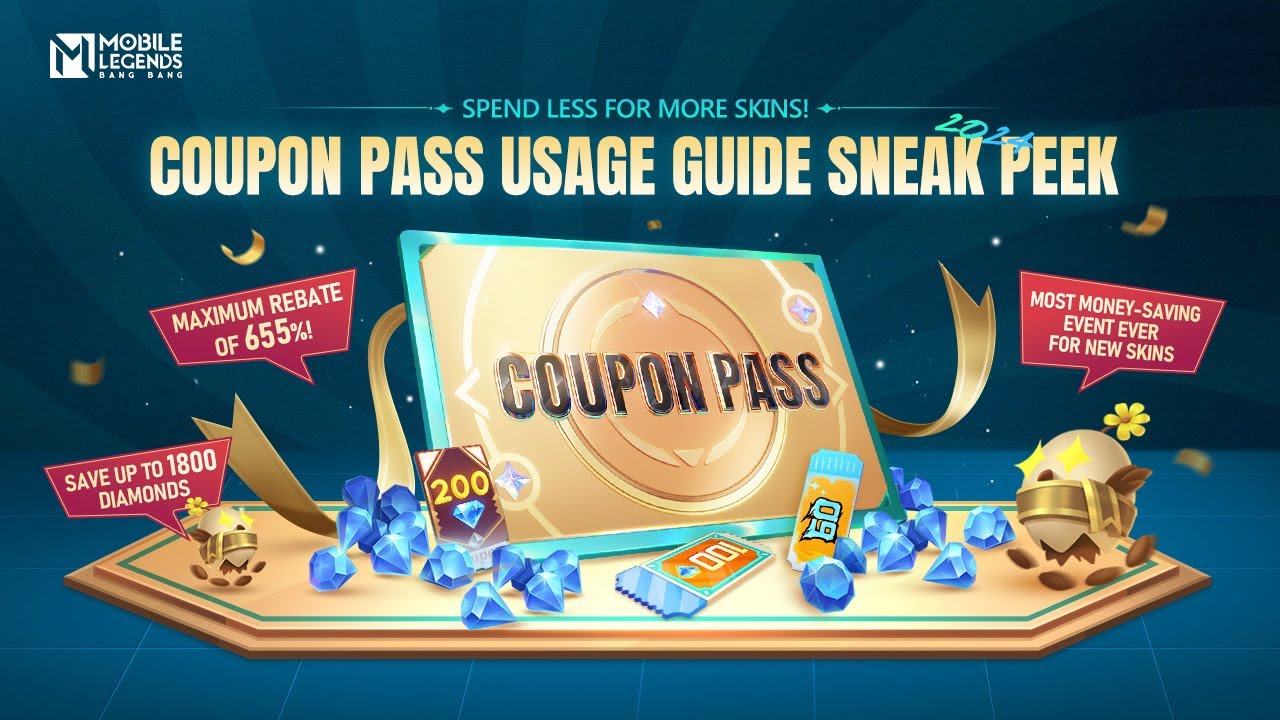 MOBILE
LEGENDS
BANG BANG
SPEND LESS FOR MORE SKINS!
2024
COUPON PASS USAGE GUIDE SNEAK PEEK
MAXIMUM REBATE
OF 655%!
MOST MONEY-SAVING
EVENT EVER
FOR NEW SKINS
COUPON PASS
SAVE UP TO 1800
DIAMONDS
200
60
100